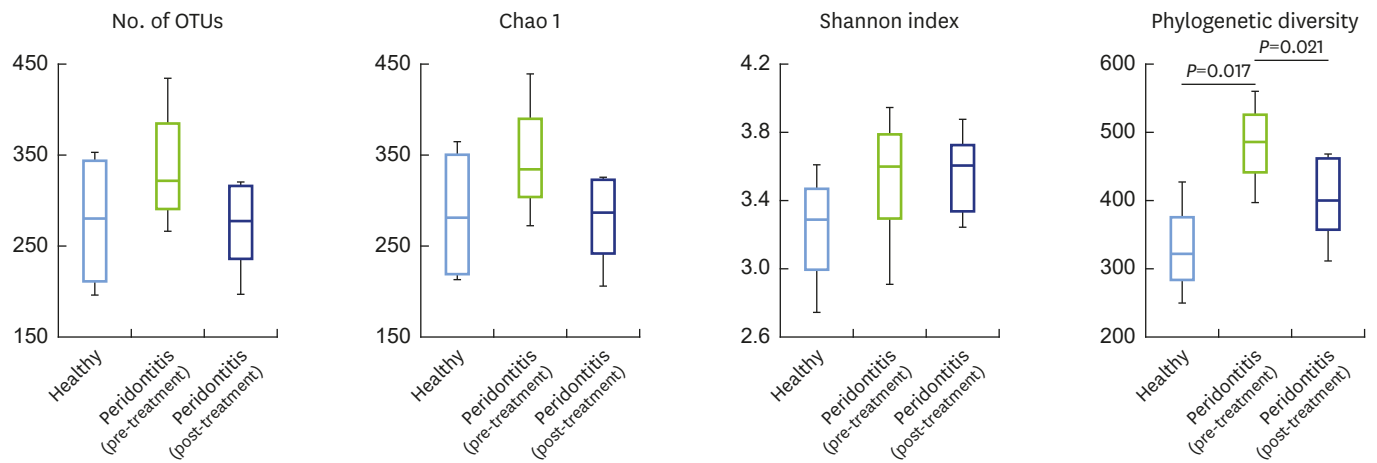 No. of OTUs
450
350
250
150
Healthy
Peridontitis
(pre-treatment)
Peridontitis
(post-treatment)
Chao 1
450
350
250
150
Healthy
Peridontitis
(pre-treatment)
Peridontitis
(post-treatment)
Shannon index
4.2
3.8
3.4
3.0
2.6
Healthy
Peridontitis
(pre-treatment)
Peridontitis
(post-treatment)
Phylogenetic diversity
P=0.021
P=0.017
600
500
400
300
200
Healthy
Peridontitis
(pre-treatment)
Peridontitis
(post-treatment)